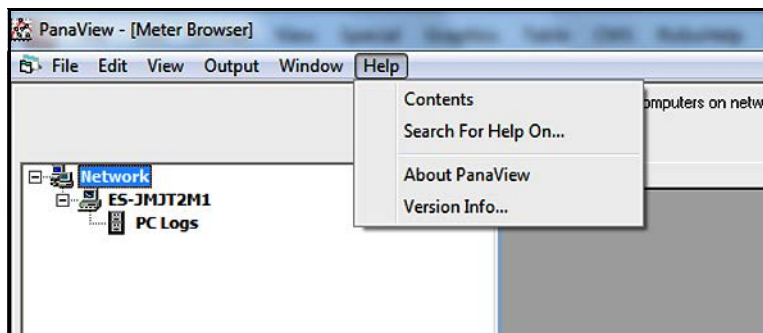 PanaView - [Meter Browser]
File Edit View Output Window Help
Contents
Search For Help On...
About PanaView
Version Info...
omputers on netw
Network
ES-JMJT2M1
PC Logs